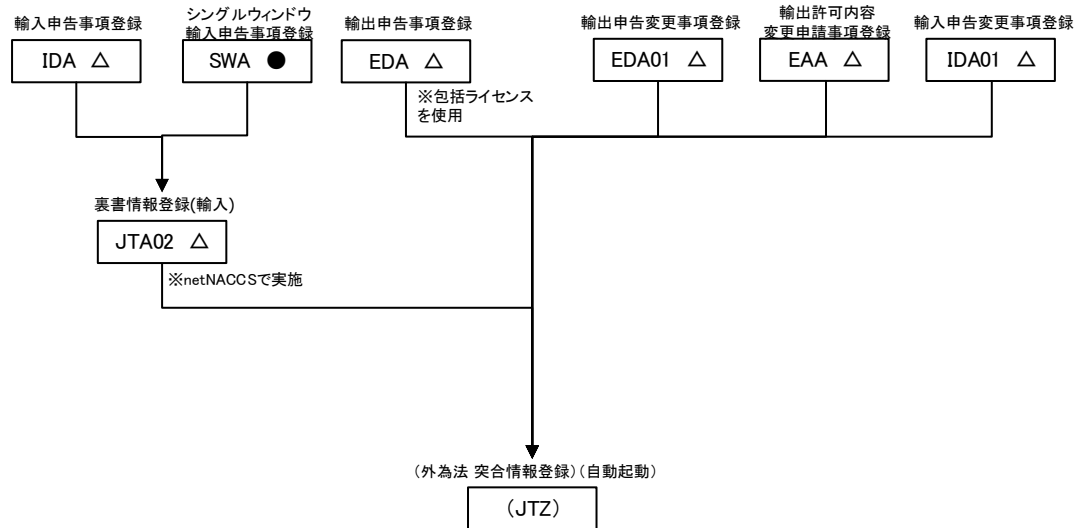 輸入申告事項登録
IDA △
シングルウィンドウ
輸入申告事項登録
SWA ●
輸出申告事項登録
EDA △
※包括ライセンス
を使用
輸出申告変更事項登録
EDA01 △
輸出許可内容
変更申請事項登録
EAA △
輸入申告変更事項登録
IDA01 △
裏書情報登録(輸入)
JTA02 △
※netNACCSで実施
(外為法 突合情報登録)(自動起動)
(JTZ)